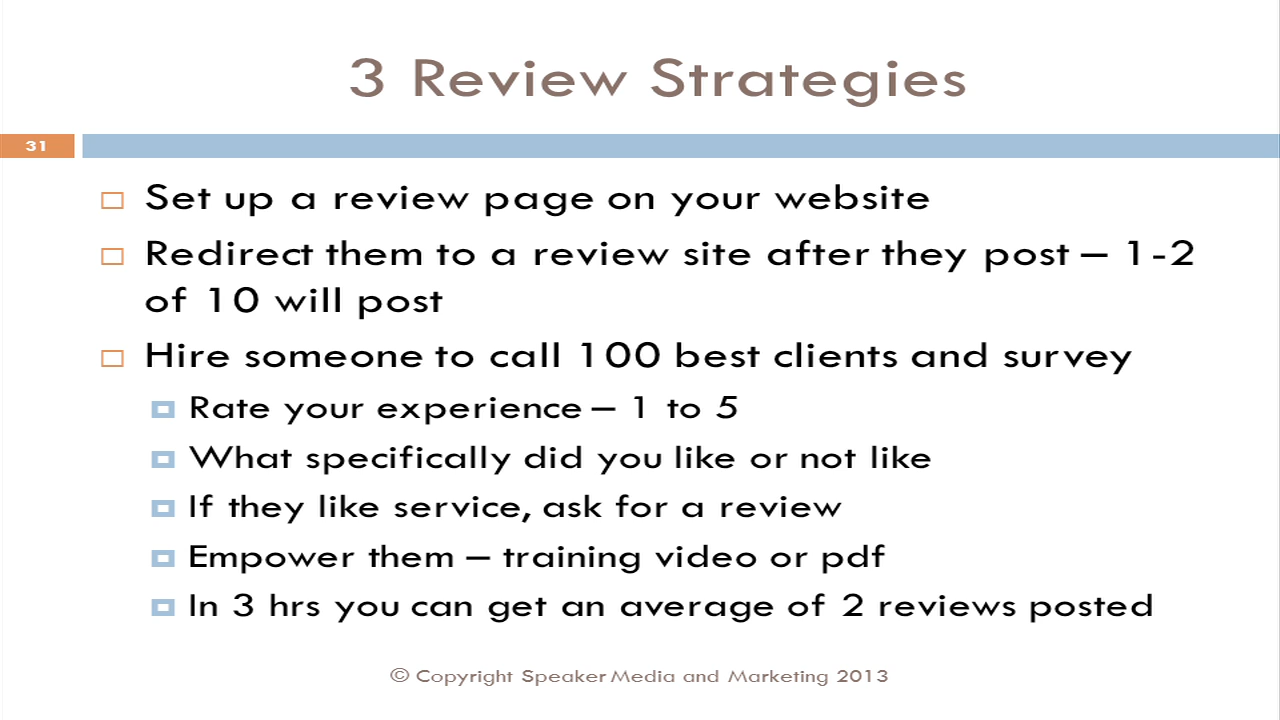 3 Review Strategies
31
Set up a review page on your website
Redirect them to a review site after they post – 1-2
of 10 will post
Hire someone to call 100 best clients and survey
Rate your experience – 1 to 5
What specifically did you like or not like
If they like service, ask for a review
Empower them – training video or pdf
In 3 hrs you can get an average of 2 reviews posted
© Copyright Speaker Media and Marketing 2013